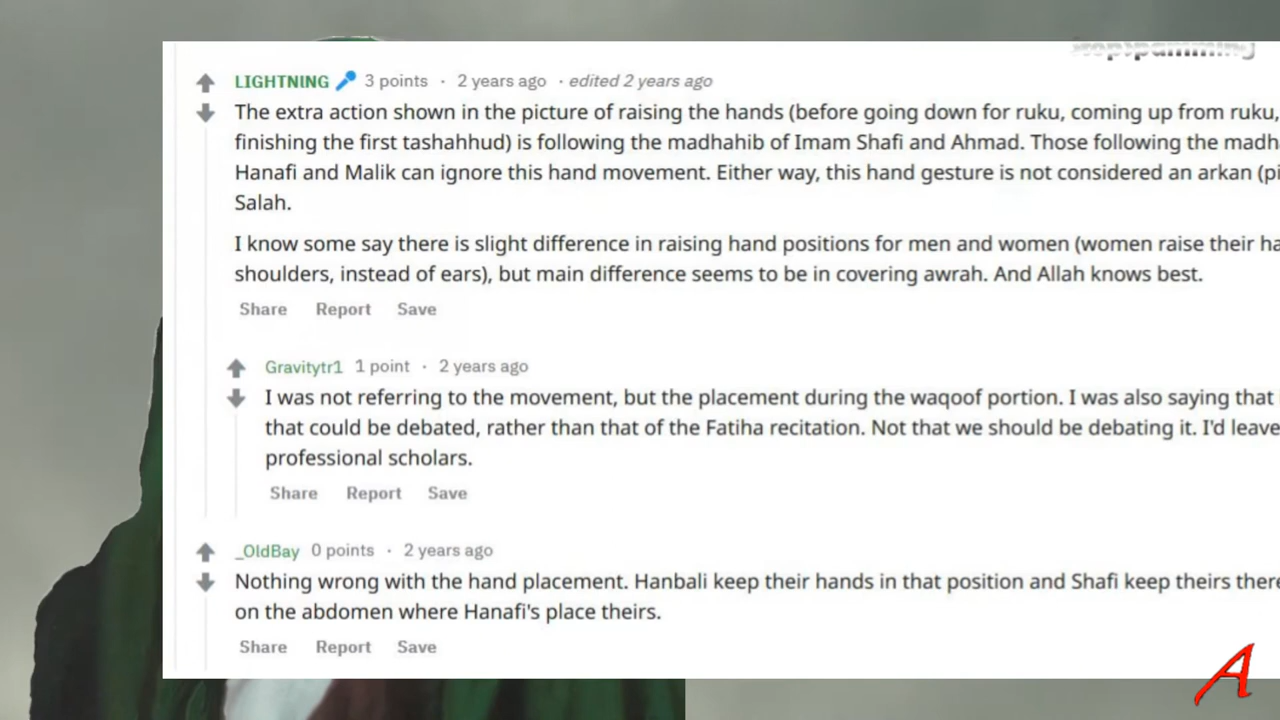 LIGHTNING 3 points · 2 years ago · edited 2 years ago
The extra action shown in the picture of raising the hands (before going down for ruku, coming up from ruku,
finishing the first tashahhud) is following the madhahib of Imam Shafi and Ahmad. Those following the madh
Hanafi and Malik can ignore this hand movement. Either way, this hand gesture is not considered an arkan (pi
Salah.
I know some say there is slight difference in raising hand positions for men and women (women raise their ha
shoulders, instead of ears), but main difference seems to be in covering awrah. And Allah knows best.
Share Report Save
Gravitytr1 1 point · 2 years ago
I was not referring to the movement, but the placement during the waqoof portion. I was also saying that
that could be debated, rather than that of the Fatiha recitation. Not that we should be debating it. I'd leave
professional scholars.
Share Report Save
_OldBay 0 points · 2 years ago
Nothing wrong with the hand placement. Hanbali keep their hands in that position and Shafi keep theirs there
on the abdomen where Hanafi's place theirs.
Share Report Save
A